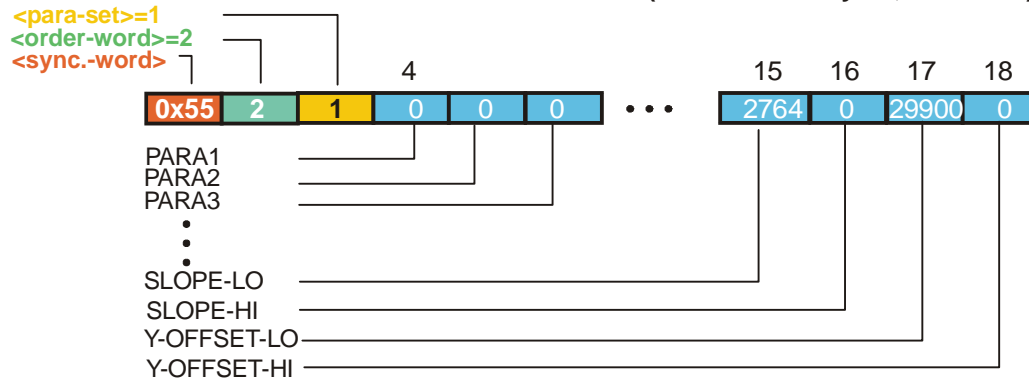 <para-set>=1
<order-word>=2
<sync.-word>
4 15 16 17 18
0x55 2 1 0 0 0 ••• 2764 0 29900 0
PARA1
PARA2
PARA3
SLOPE-LO
SLOPE-HI
Y-OFFSET-LO
Y-OFFSET-HI